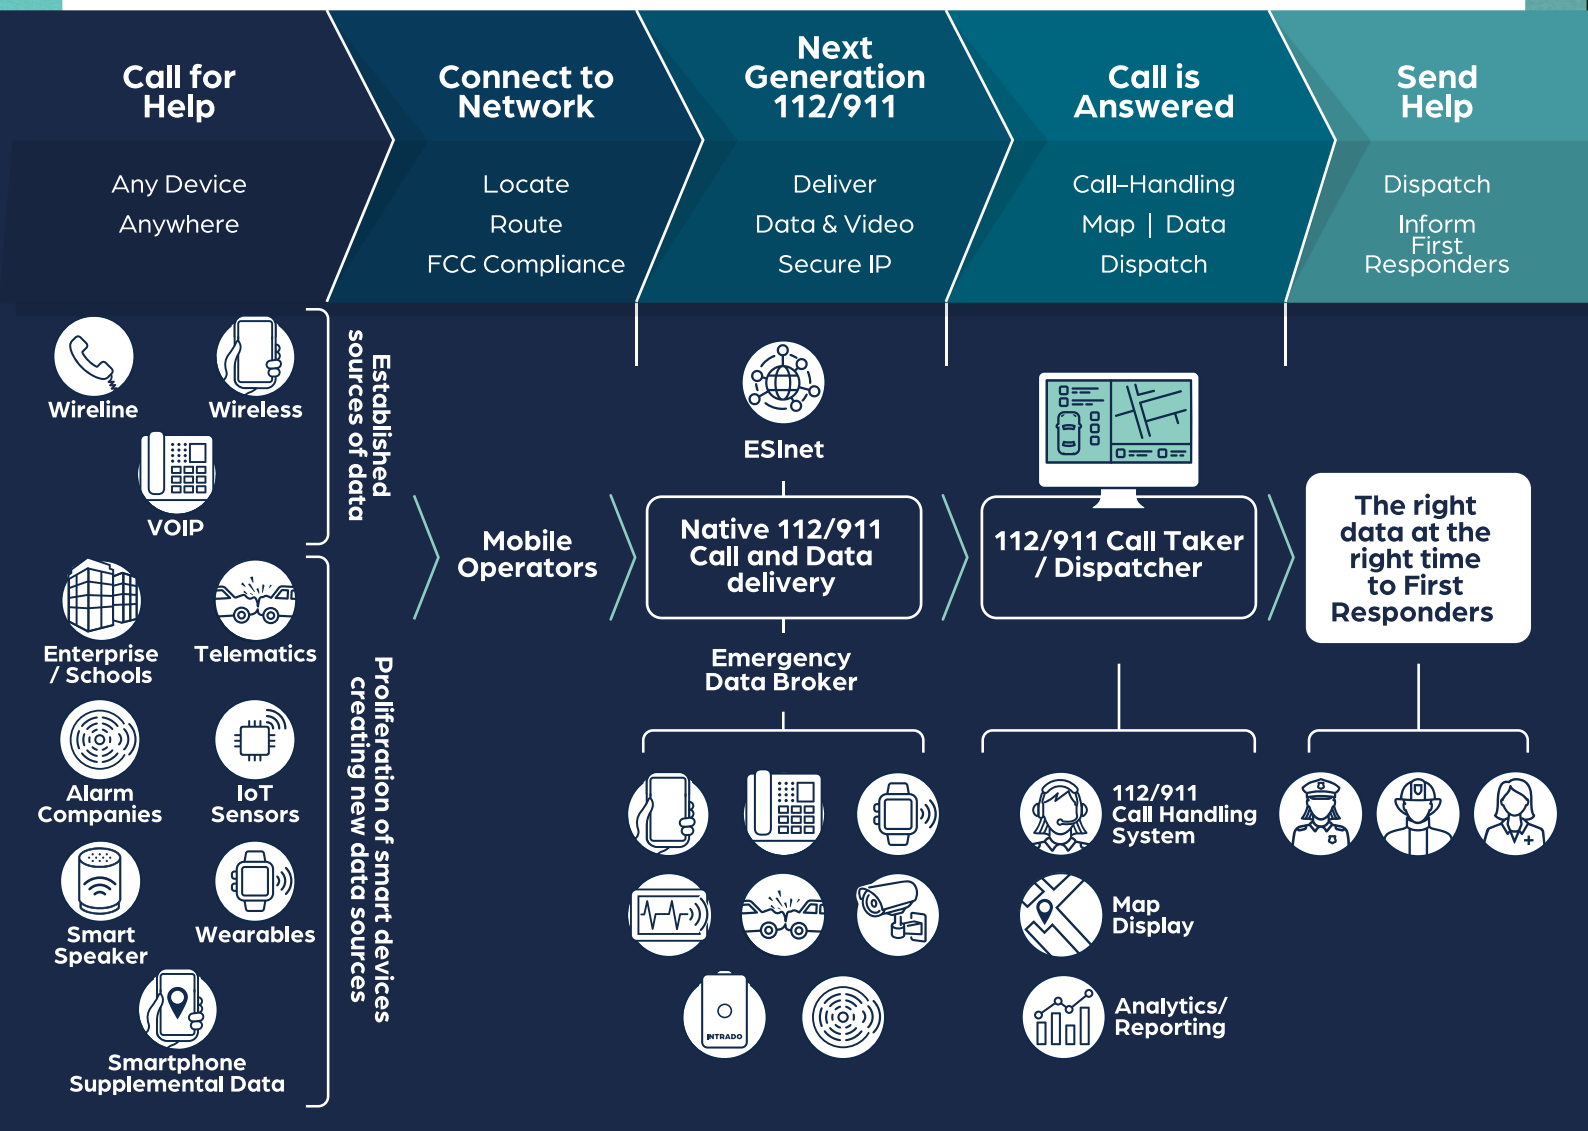 Call for
Help
Any Device
Anywhere
Connect to
Network
Locate
Route
FCC Compliance
Next
Generation
112/911
Deliver
Data & Video
Secure IP
Call is
Answered
Call-Handling
Map | Data
Dispatch
Send
Help
Dispatch
Inform
First
Responders
Wireline
Wireless
VOIP
Established
sources of data
Enterprise
/ Schools
Telematics
Alarm
Companies
IoT
Sensors
Smart
Speaker
Wearables
Smartphone
Supplemental Data
Proliferation of smart devices
creating new data sources
Mobile
Operators
ESInet
Native 112/911
Call and Data
delivery
Emergency
Data Broker
INTRADO
112/911 Call Taker
/ Dispatcher
112/911
Call Handling
System
Map
Display
Analytics/
Reporting
The right
data at the
right time
to First
Responders